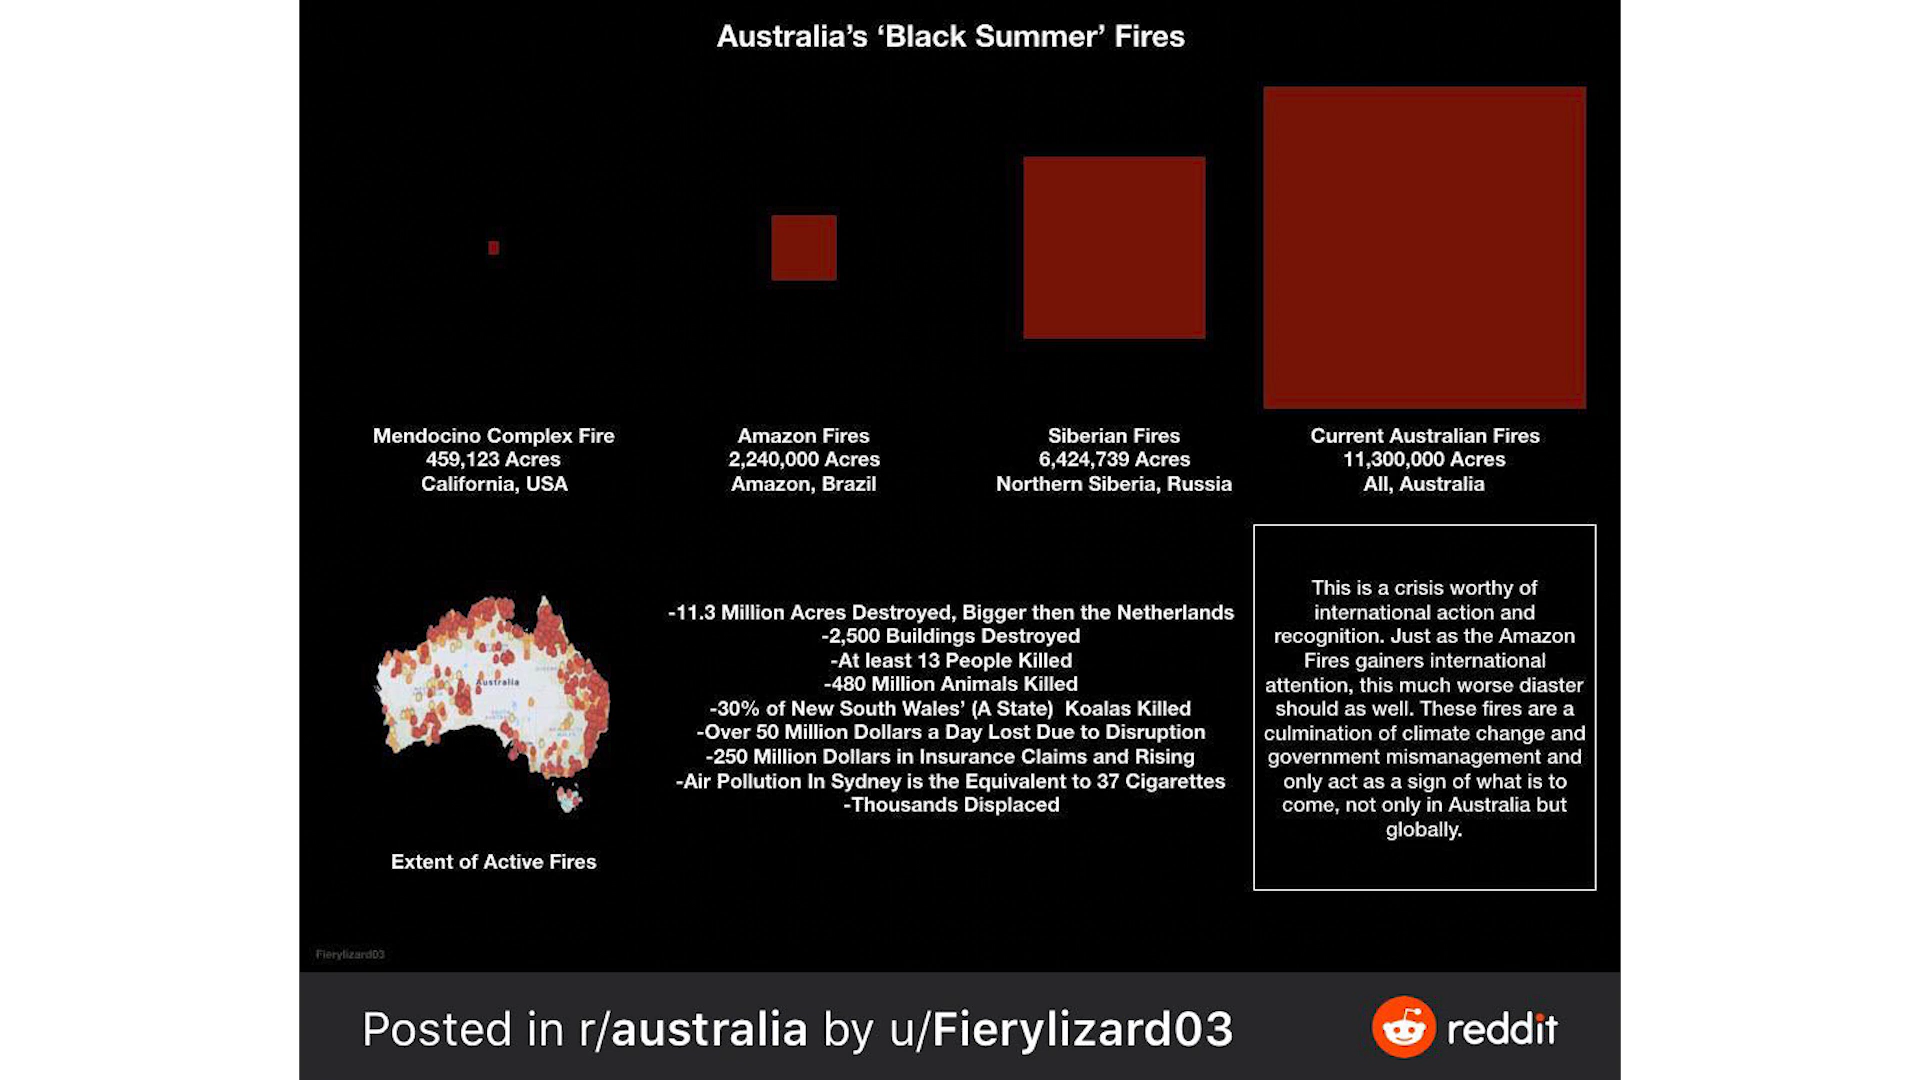 Australia's ‘Black Summer’ Fires
Mendocino Complex Fire
459,123 Acres
California, USA
Amazon Fires
2,240,000 Acres
Amazon, Brazil
Siberian Fires
6,424,739 Acres
Northern Siberia, Russia
Current Australian Fires
11,300,000 Acres
All, Australia
Australia
Extent of Active Fires
-11.3 Million Acres Destroyed, Bigger then the Netherlands
-2,500 Buildings Destroyed
-At least 13 People Killed
-480 Million Animals Killed
-30% of New South Wales’ (A State) Koalas Killed
-Over 50 Million Dollars a Day Lost Due to Disruption
-250 Million Dollars in Insurance Claims and Rising
-Air Pollution In Sydney is the Equivalent to 37 Cigarettes
-Thousands Displaced
This is a crisis worthy of
international action and
recognition. Just as the Amazon
Fires gainers international
attention, this much worse diaster
should as well. These fires are a
culmination of climate change and
government mismanagement and
only act as a sign of what is to
come, not only in Australia but
globally.
Fierylizard03
Posted in r/australia by u/Fierylizard03
reddit